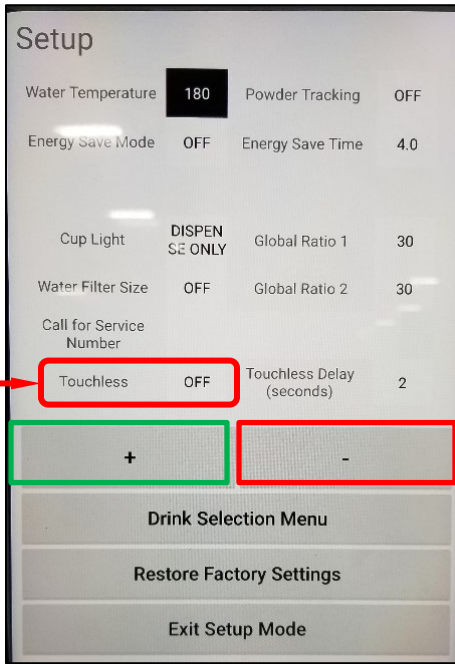 Setup
Water Temperature 180 Powder Tracking OFF
Energy Save Mode OFF Energy Save Time 4.0
Cup Light DISPEN
SE ONLY Global Ratio 1 30
Water Filter Size OFF Global Ratio 2 30
Call for Service
Number
Touchless OFF Touchless Delay
(seconds) 2
+ -
Drink Selection Menu
Restore Factory Settings
Exit Setup Mode